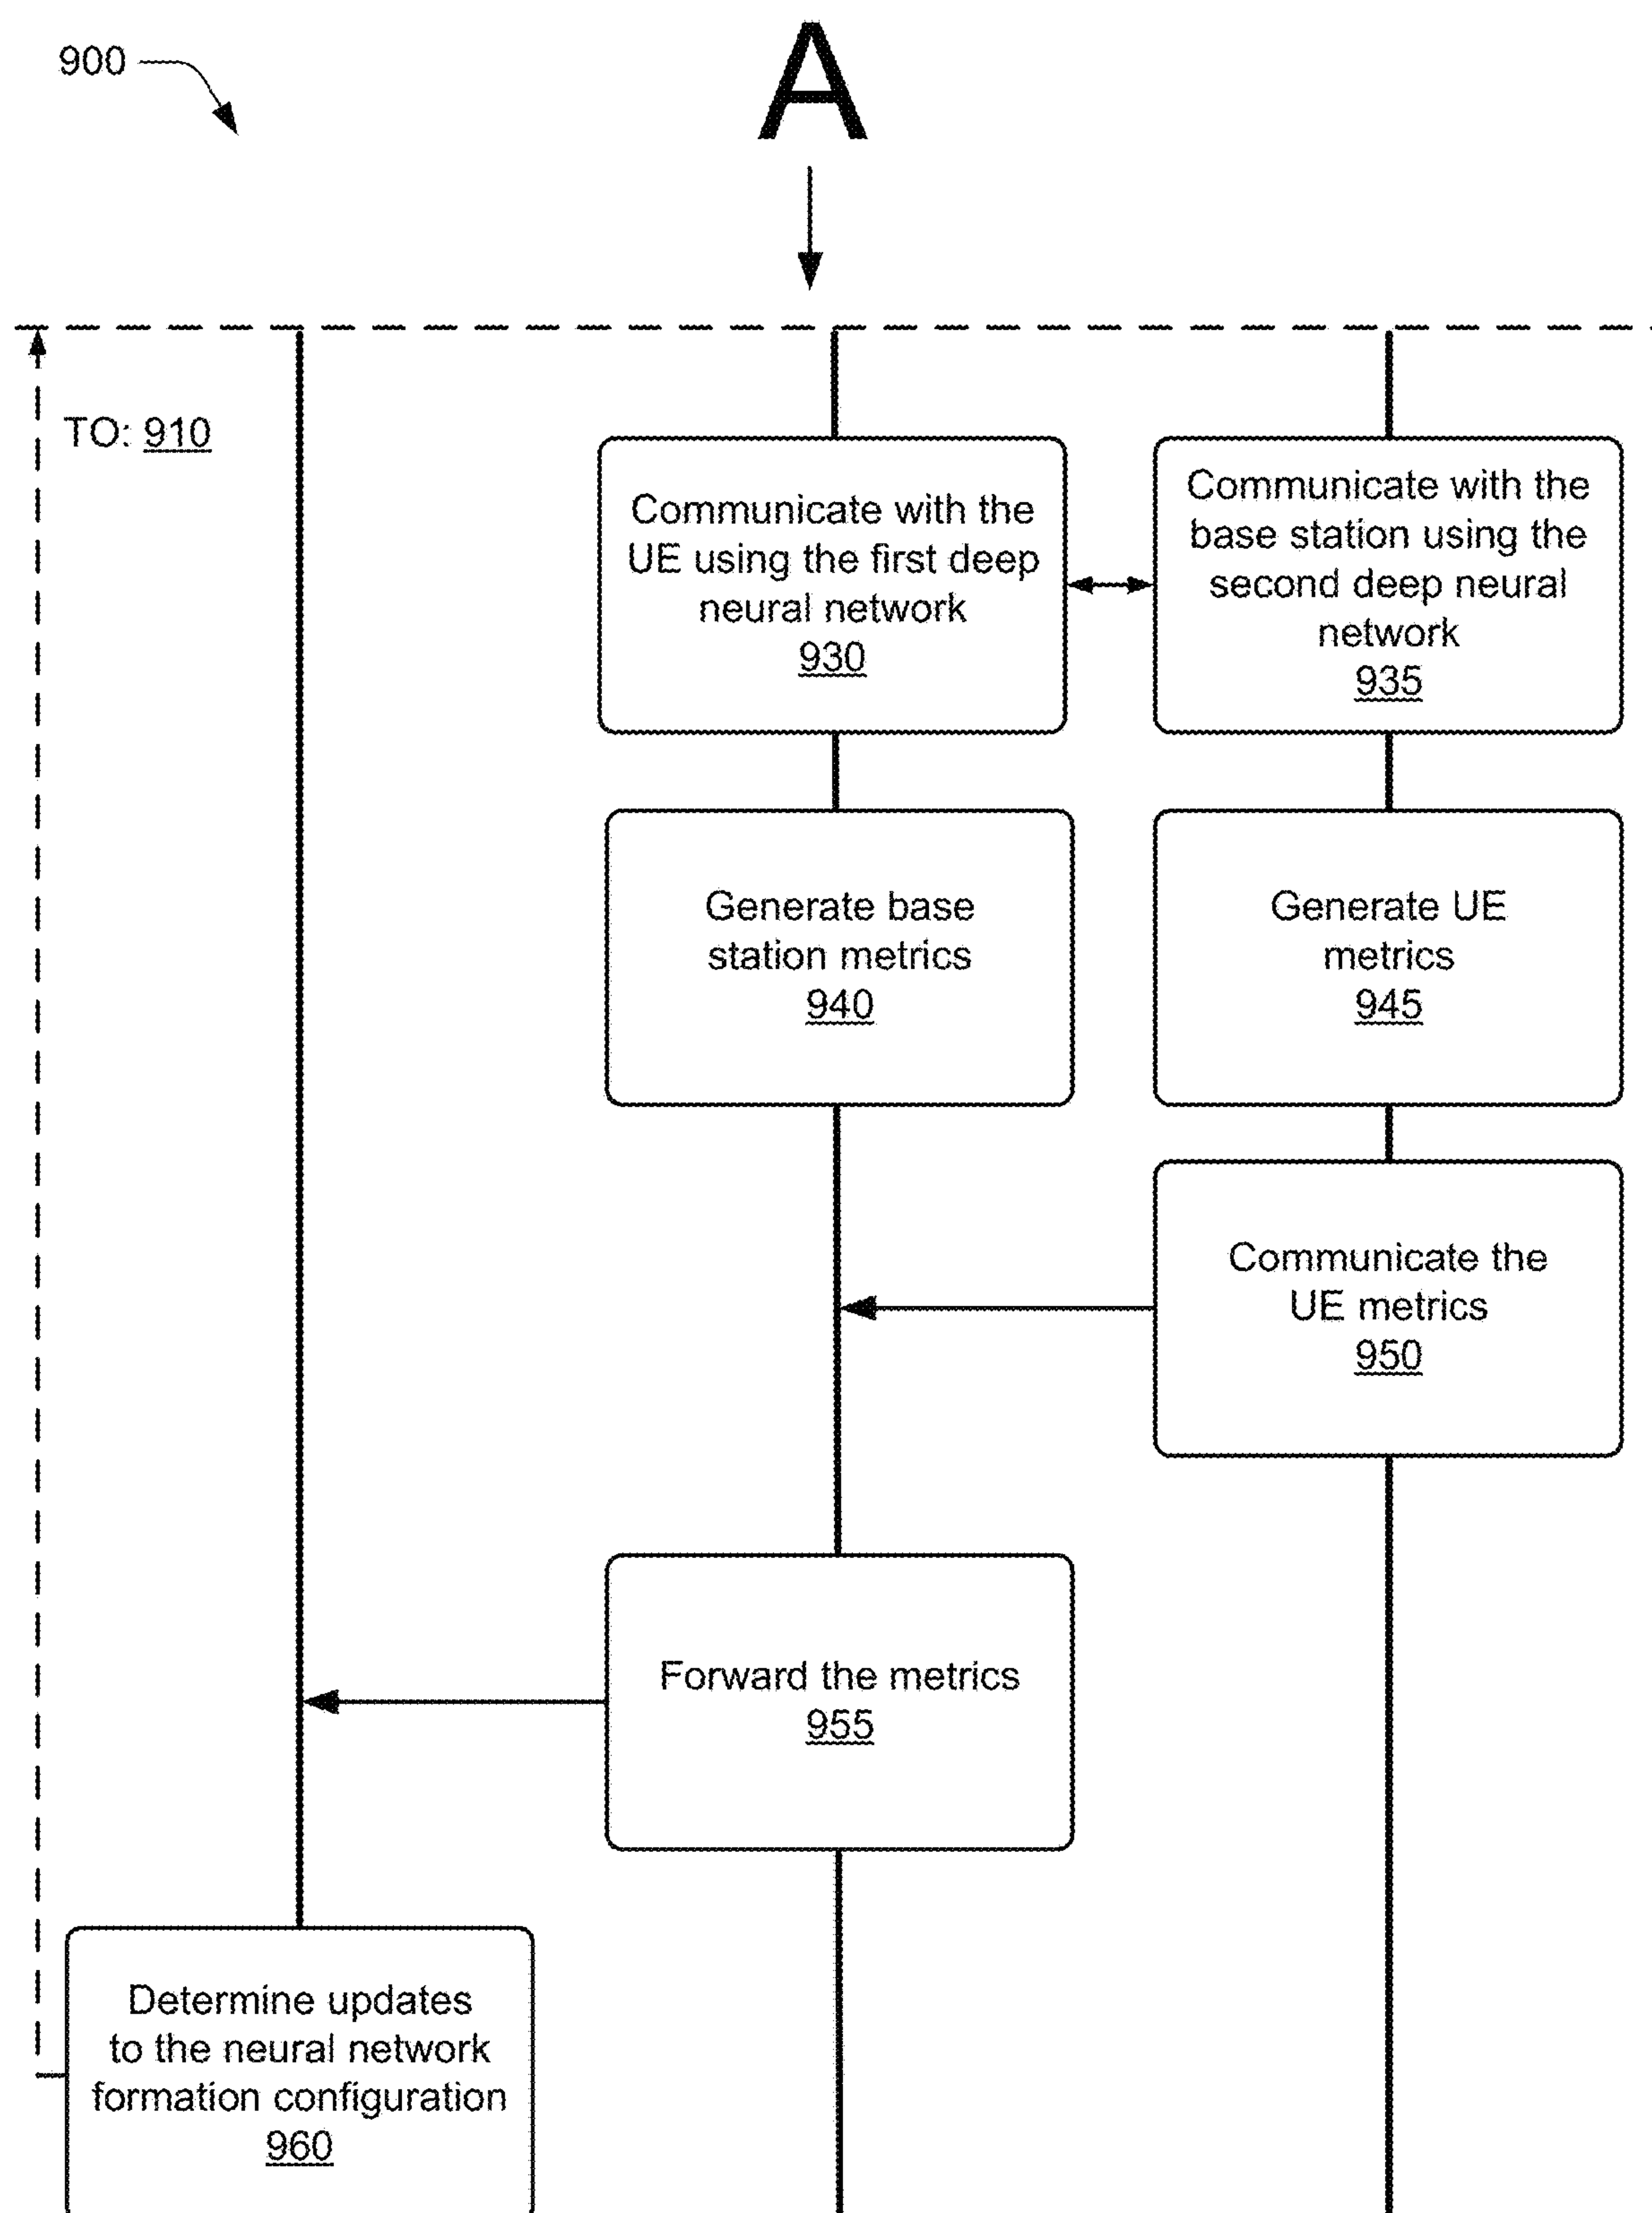 900
A
TO: 910
Communicate with the
UE using the first deep
neural network
930
Communicate with the
base station using the
second deep neural
network
935
Generate base
station metrics
940
Generate UE
metrics
945
Communicate the
UE metrics
950
Forward the metrics
955
Determine updates
to the neural network
formation configuration
960